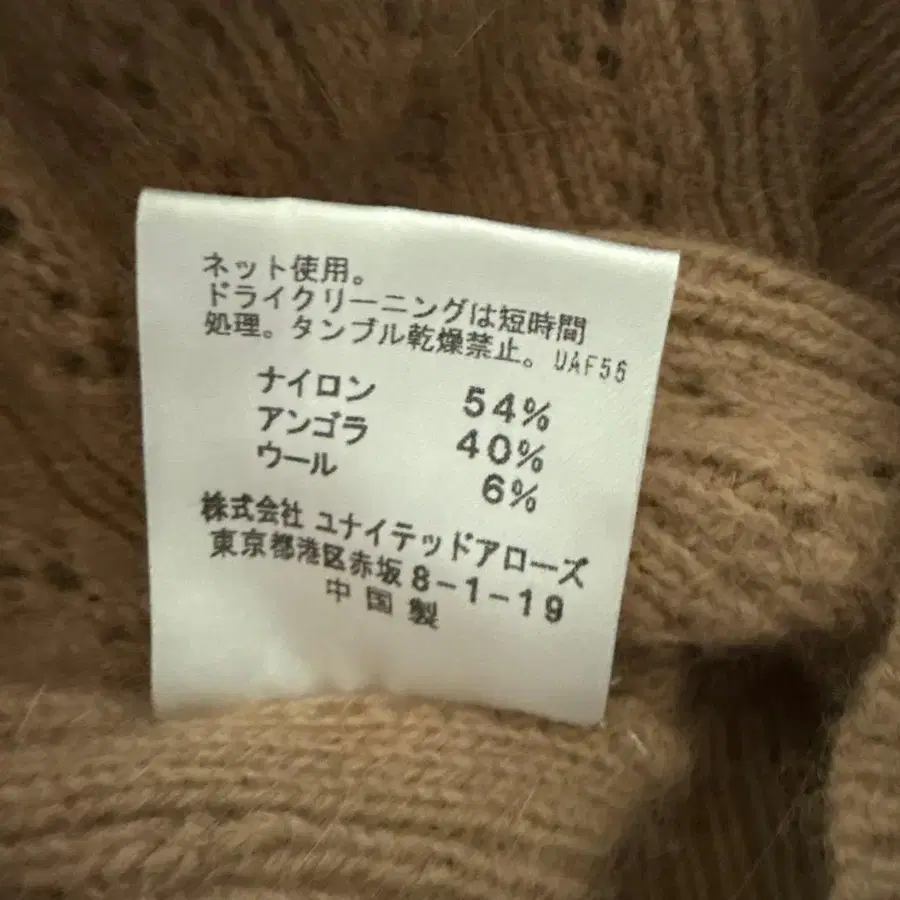 ネット使用。
ドライクリーニングは短時間
処理。タンブル乾燥禁止。UAF56
ナイロン 54%
アンゴラ 40%
ウール 6%
株式会社 ユナイテッドアローズ
東京都港区赤坂8-1-19
中国製